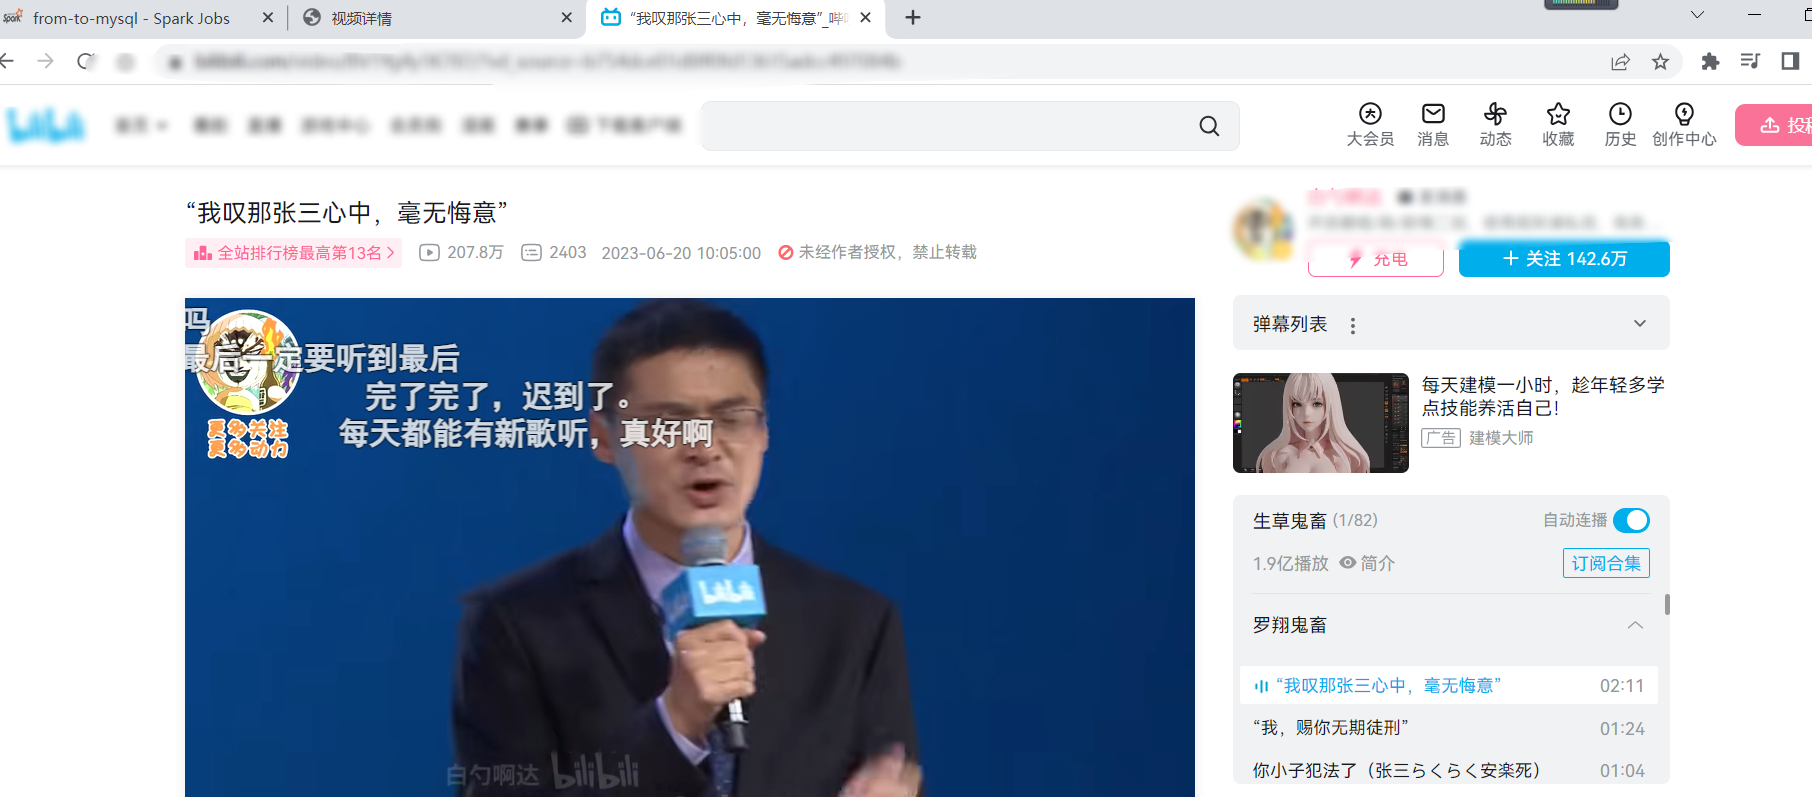 from-to-mysql - Spark Jobs
视频详情
“我叹那张三心中，毫无悔意”_哔
大会员
消息
动态
收藏
历史
创作中心
投稿
“我叹那张三心中，毫无悔意”
全站排行榜最高第13名
207.8万
2403
2023-06-20 10:05:00
未经作者授权，禁止转载
充电
+ 关注 142.6万
吗
最后一定要听到最后
完了完了，迟到了。
每天都能有新歌听，真好啊
更多关注
更多动力
bilibili
白勺啊达 bilibili
弹幕列表
每天建模一小时，趁年轻多学
点技能养活自己！
广告 建模大师
生草鬼畜 (1/82)
自动连播
1.9亿播放
简介
订阅合集
罗翔鬼畜
“我叹那张三心中，毫无悔意”
02:11
“我，赐你无期徒刑”
01:24
你小子犯法了（张三らくらく安楽死）
01:04